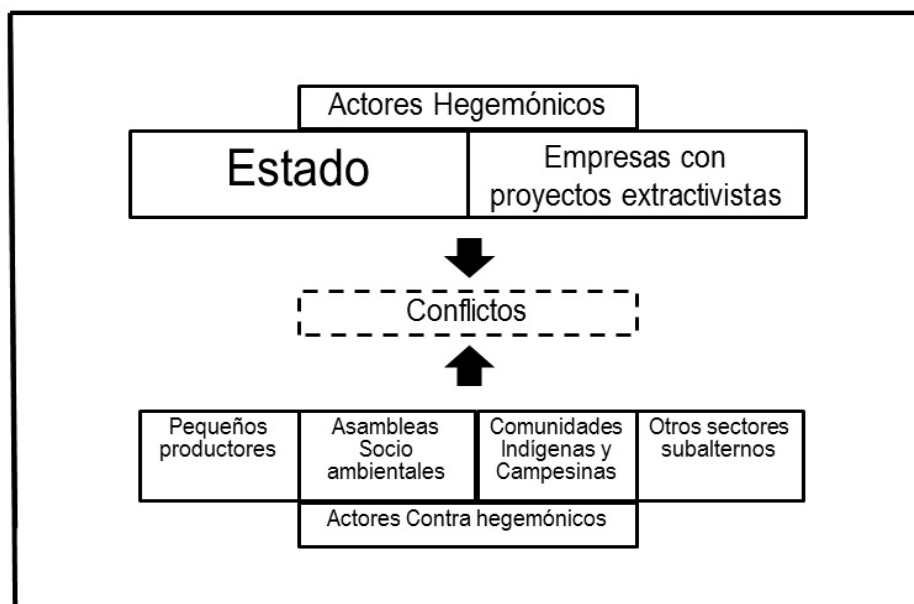 Actores Hegemónicos
Estado
Empresas con
proyectos extractivistas
Conflictos
Pequeños
productores
Asambleas
Socio
ambientales
Comunidades
Indígenas y
Campesinas
Otros sectores
subalternos
Actores Contra hegemónicos